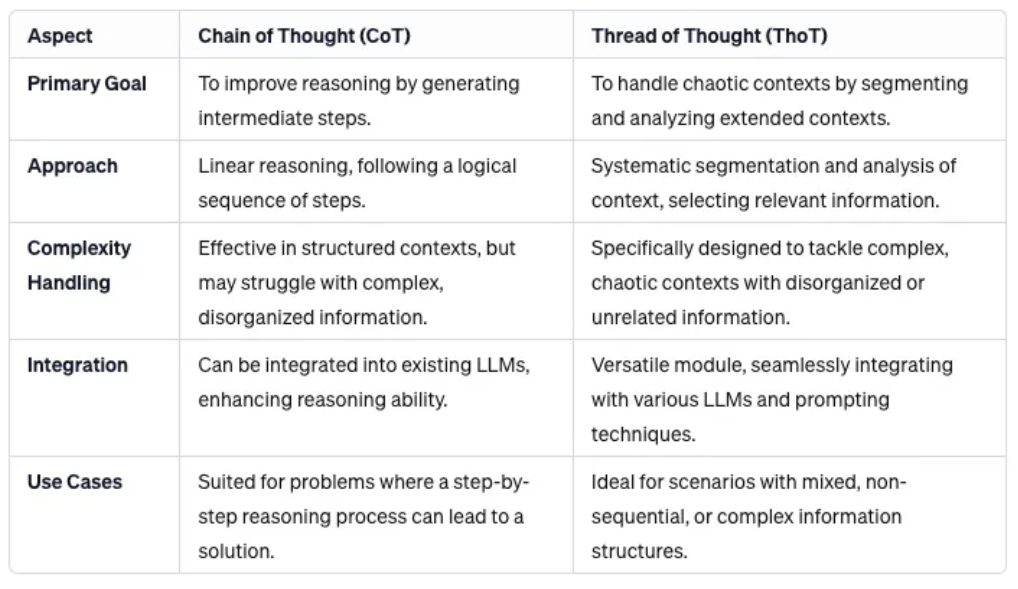 Aspect Chain of Thought (CoT) Thread of Thought (ThoT)
Primary Goal To improve reasoning by generating To handle chaotic contexts by segmenting
intermediate steps. and analyzing extended contexts.
Approach Linear reasoning, following a logical Systematic segmentation and analysis of
sequence of steps. context, selecting relevant information.
Complexity Effective in structured contexts, but Specifically designed to tackle complex,
Handling may struggle with complex, chaotic contexts with disorganized or
disorganized information. unrelated information.
Integration Can be integrated into existing LLMs, Versatile module, seamlessly integrating
enhancing reasoning ability. with various LLMs and prompting
techniques.
Use Cases Suited for problems where a step-by- Ideal for scenarios with mixed, non-
step reasoning process can lead to a sequential, or complex information
solution. structures.